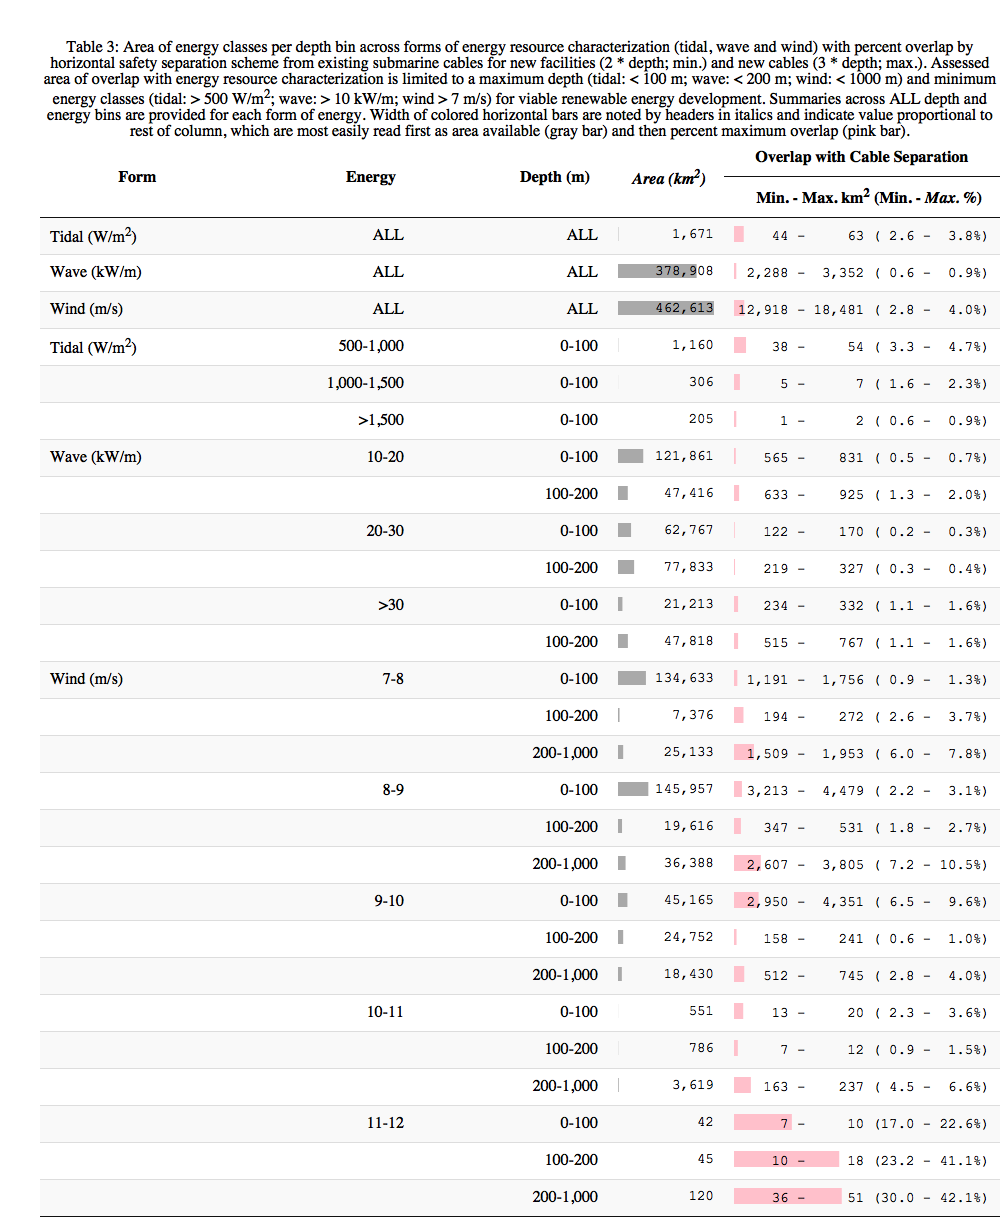 Table 3: Area of energy classes per depth bin across forms of energy resource characterization (tidal, wave and wind) with percent overlap by
horizontal safety separation scheme from existing submarine cables for new facilities (2 * depth; min.) and new cables (3 * depth; max.). Assessed
area of overlap with energy resource characterization is limited to a maximum depth (tidal: < 100 m; wave: < 200 m; wind: < 1000 m) and minimum
energy classes (tidal: > 500 W/m²; wave: > 10 kW/m; wind > 7 m/s) for viable renewable energy development. Summaries across ALL depth and
energy bins are provided for each form of energy. Width of colored horizontal bars are noted by headers in italics and indicate value proportional to
rest of column, which are most easily read first as area available (gray bar) and then percent maximum overlap (pink bar).
Overlap with Cable Separation
Form Energy Depth (m) Area (km²)
Min. - Max. km² (Min. - Max. %)
Tidal (W/m²) ALL ALL 1,671 44 - 63 ( 2.6 - 3.8%)
Wave (kW/m) ALL ALL 378,908 2,288 - 3,352 ( 0.6 - 0.9%)
Wind (m/s) ALL ALL 462,613 12,918 - 18,481 ( 2.8 - 4.0%)
Tidal (W/m²) 500-1,000 0-100 1,160 38 - 54 ( 3.3 - 4.7%)
1,000-1,500 0-100 306 5 - 7 ( 1.6 - 2.3%)
>1,500 0-100 205 1 - 2 ( 0.6 - 0.9%)
Wave (kW/m) 10-20 0-100 121,861 565 - 831 ( 0.5 - 0.7%)
100-200 47,416 633 - 925 ( 1.3 - 2.0%)
20-30 0-100 62,767 122 - 170 ( 0.2 - 0.3%)
100-200 77,833 219 - 327 ( 0.3 - 0.4%)
>30 0-100 21,213 234 - 332 ( 1.1 - 1.6%)
100-200 47,818 515 - 767 ( 1.1 - 1.6%)
Wind (m/s) 7-8 0-100 134,633 1,191 - 1,756 ( 0.9 - 1.3%)
100-200 7,376 194 - 272 ( 2.6 - 3.7%)
200-1,000 25,133 1,509 - 1,953 ( 6.0 - 7.8%)
8-9 0-100 145,957 3,213 - 4,479 ( 2.2 - 3.1%)
100-200 19,616 347 - 531 ( 1.8 - 2.7%)
200-1,000 36,388 2,607 - 3,805 ( 7.2 - 10.5%)
9-10 0-100 45,165 2,950 - 4,351 ( 6.5 - 9.6%)
100-200 24,752 158 - 241 ( 0.6 - 1.0%)
200-1,000 18,430 512 - 745 ( 2.8 - 4.0%)
10-11 0-100 551 13 - 20 ( 2.3 - 3.6%)
100-200 786 7 - 12 ( 0.9 - 1.5%)
200-1,000 3,619 163 - 237 ( 4.5 - 6.6%)
11-12 0-100 42 7 - 10 (17.0 - 22.6%)
100-200 45 10 - 18 (23.2 - 41.1%)
200-1,000 120 36 - 51 (30.0 - 42.1%)